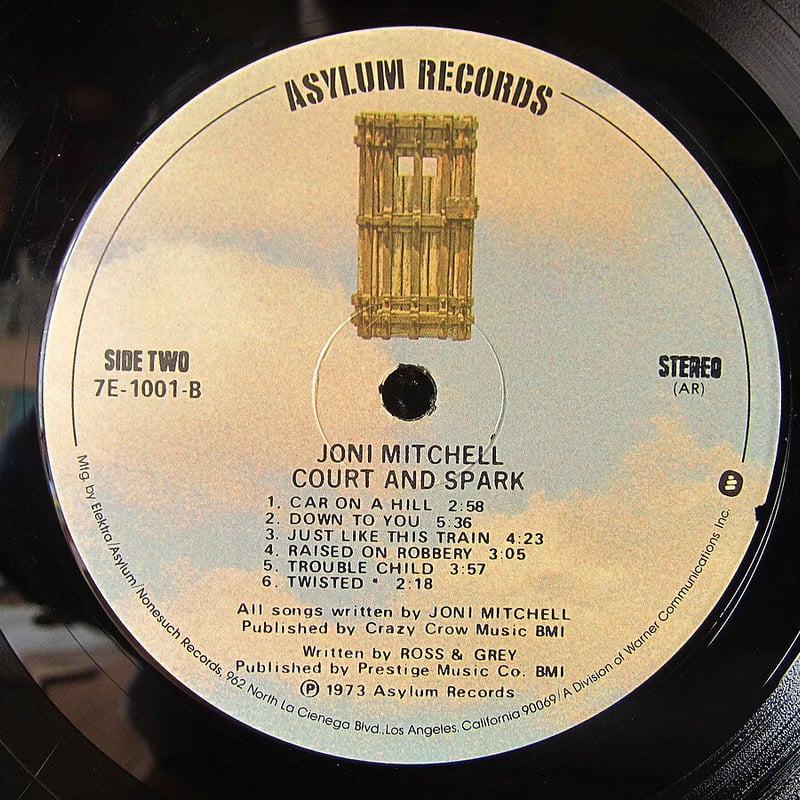 ASYLUM RECORDS
SIDE TWO
7E-1001-B
STEREO
(AR)
JONI MITCHELL
COURT AND SPARK
1. CAR ON A HILL 2:58
2. DOWN TO YOU 5:36
3. JUST LIKE THIS TRAIN 4:23
4. RAISED ON ROBBERY 3:05
5. TROUBLE CHILD 3:57
6. TWISTED * 2:18
All songs written by JONI MITCHELL
Published by Crazy Crow Music BMI
Written by ROSS & GREY
Published by Prestige Music Co. BMI
Ⓟ 1973 Asylum Records
Mfg. by Elektra/Asylum/Nonesuch Records, 962 North La Cienega Blvd., Los Angeles, California 90069/A Division of Warner Communications Inc.